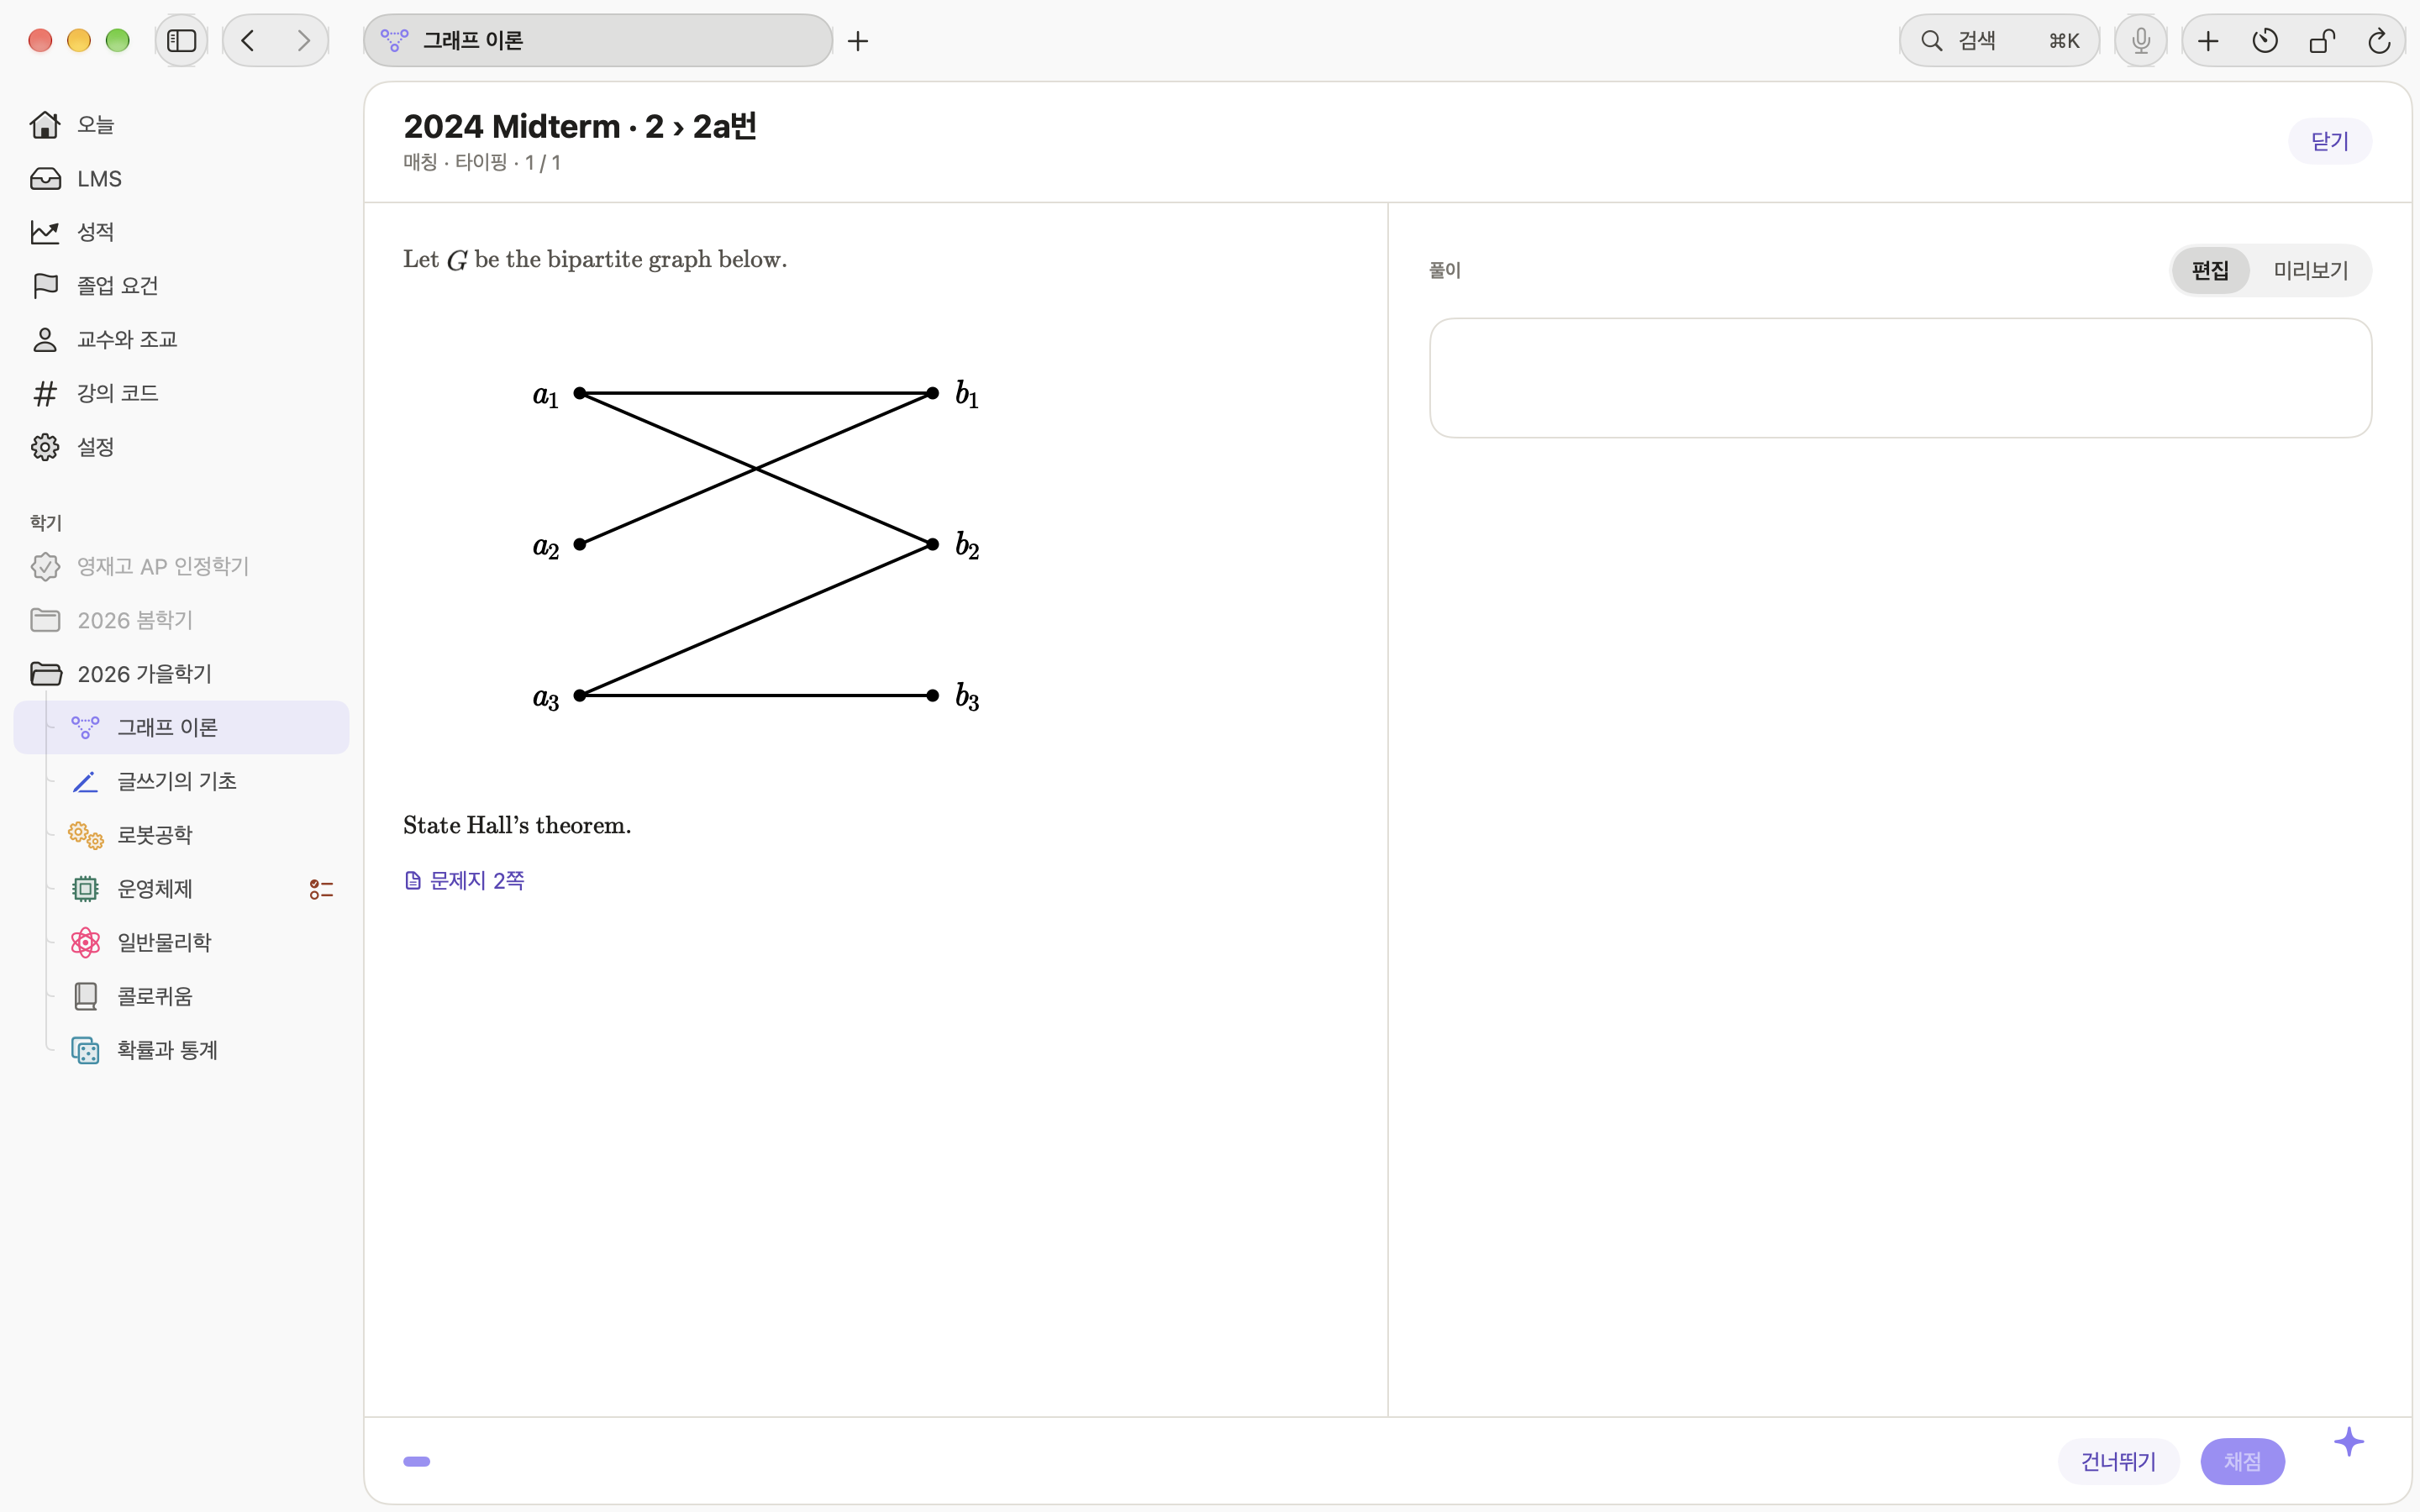 그래프 이론
검색 ⌘K
오늘
LMS
성적
졸업 요건
교수와 조교
강의 코드
설정
학기
영재고 AP 인정학기
2026 봄학기
2026 가을학기
그래프 이론
글쓰기의 기초
로봇공학
운영체제
일반물리학
콜로퀴움
확률과 통계
2024 Midterm · 2 › 2a번
매칭 · 타이핑 · 1 / 1
닫기
Let G be the bipartite graph below.
a₁ b₁
a₂ b₂
a₃ b₃
State Hall’s theorem.
문제지 2쪽
풀이
편집 미리보기
건너뛰기 채점